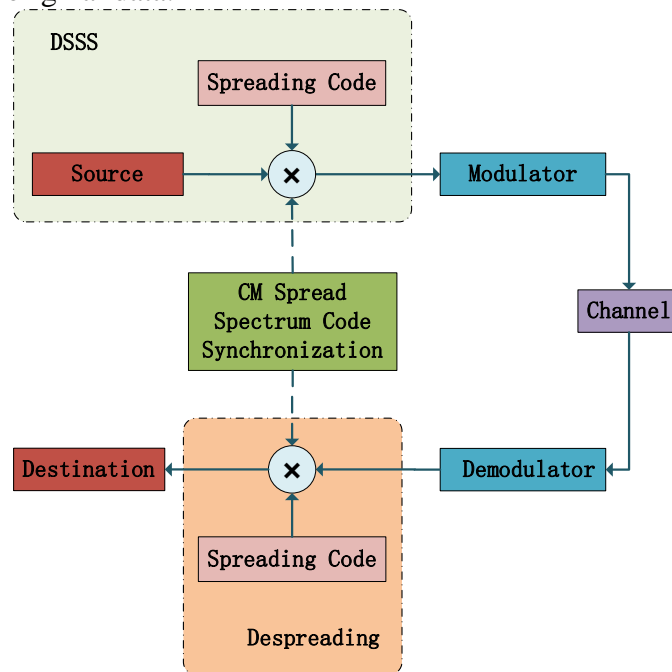 DSSS
Spreading Code
Source
×
Modulator
CM Spread
Spectrum Code
Synchronization
Channel
Destination
×
Demodulator
Spreading Code
Despreading